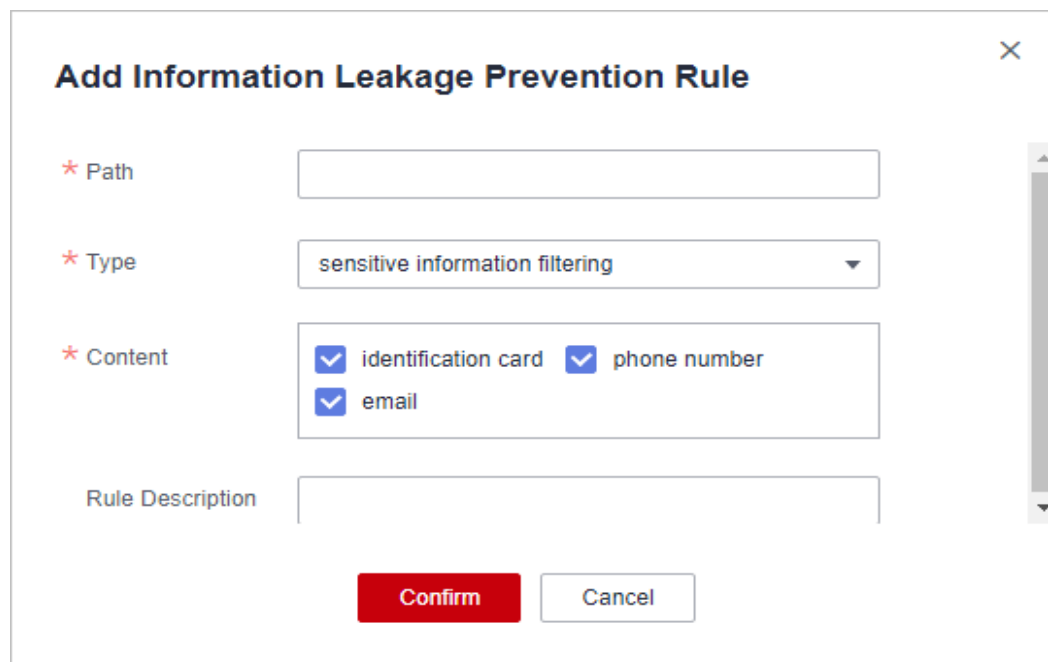 Add Information Leakage Prevention Rule
* Path
* Type sensitive information filtering
* Content identification card phone number
email
Rule Description
Confirm Cancel